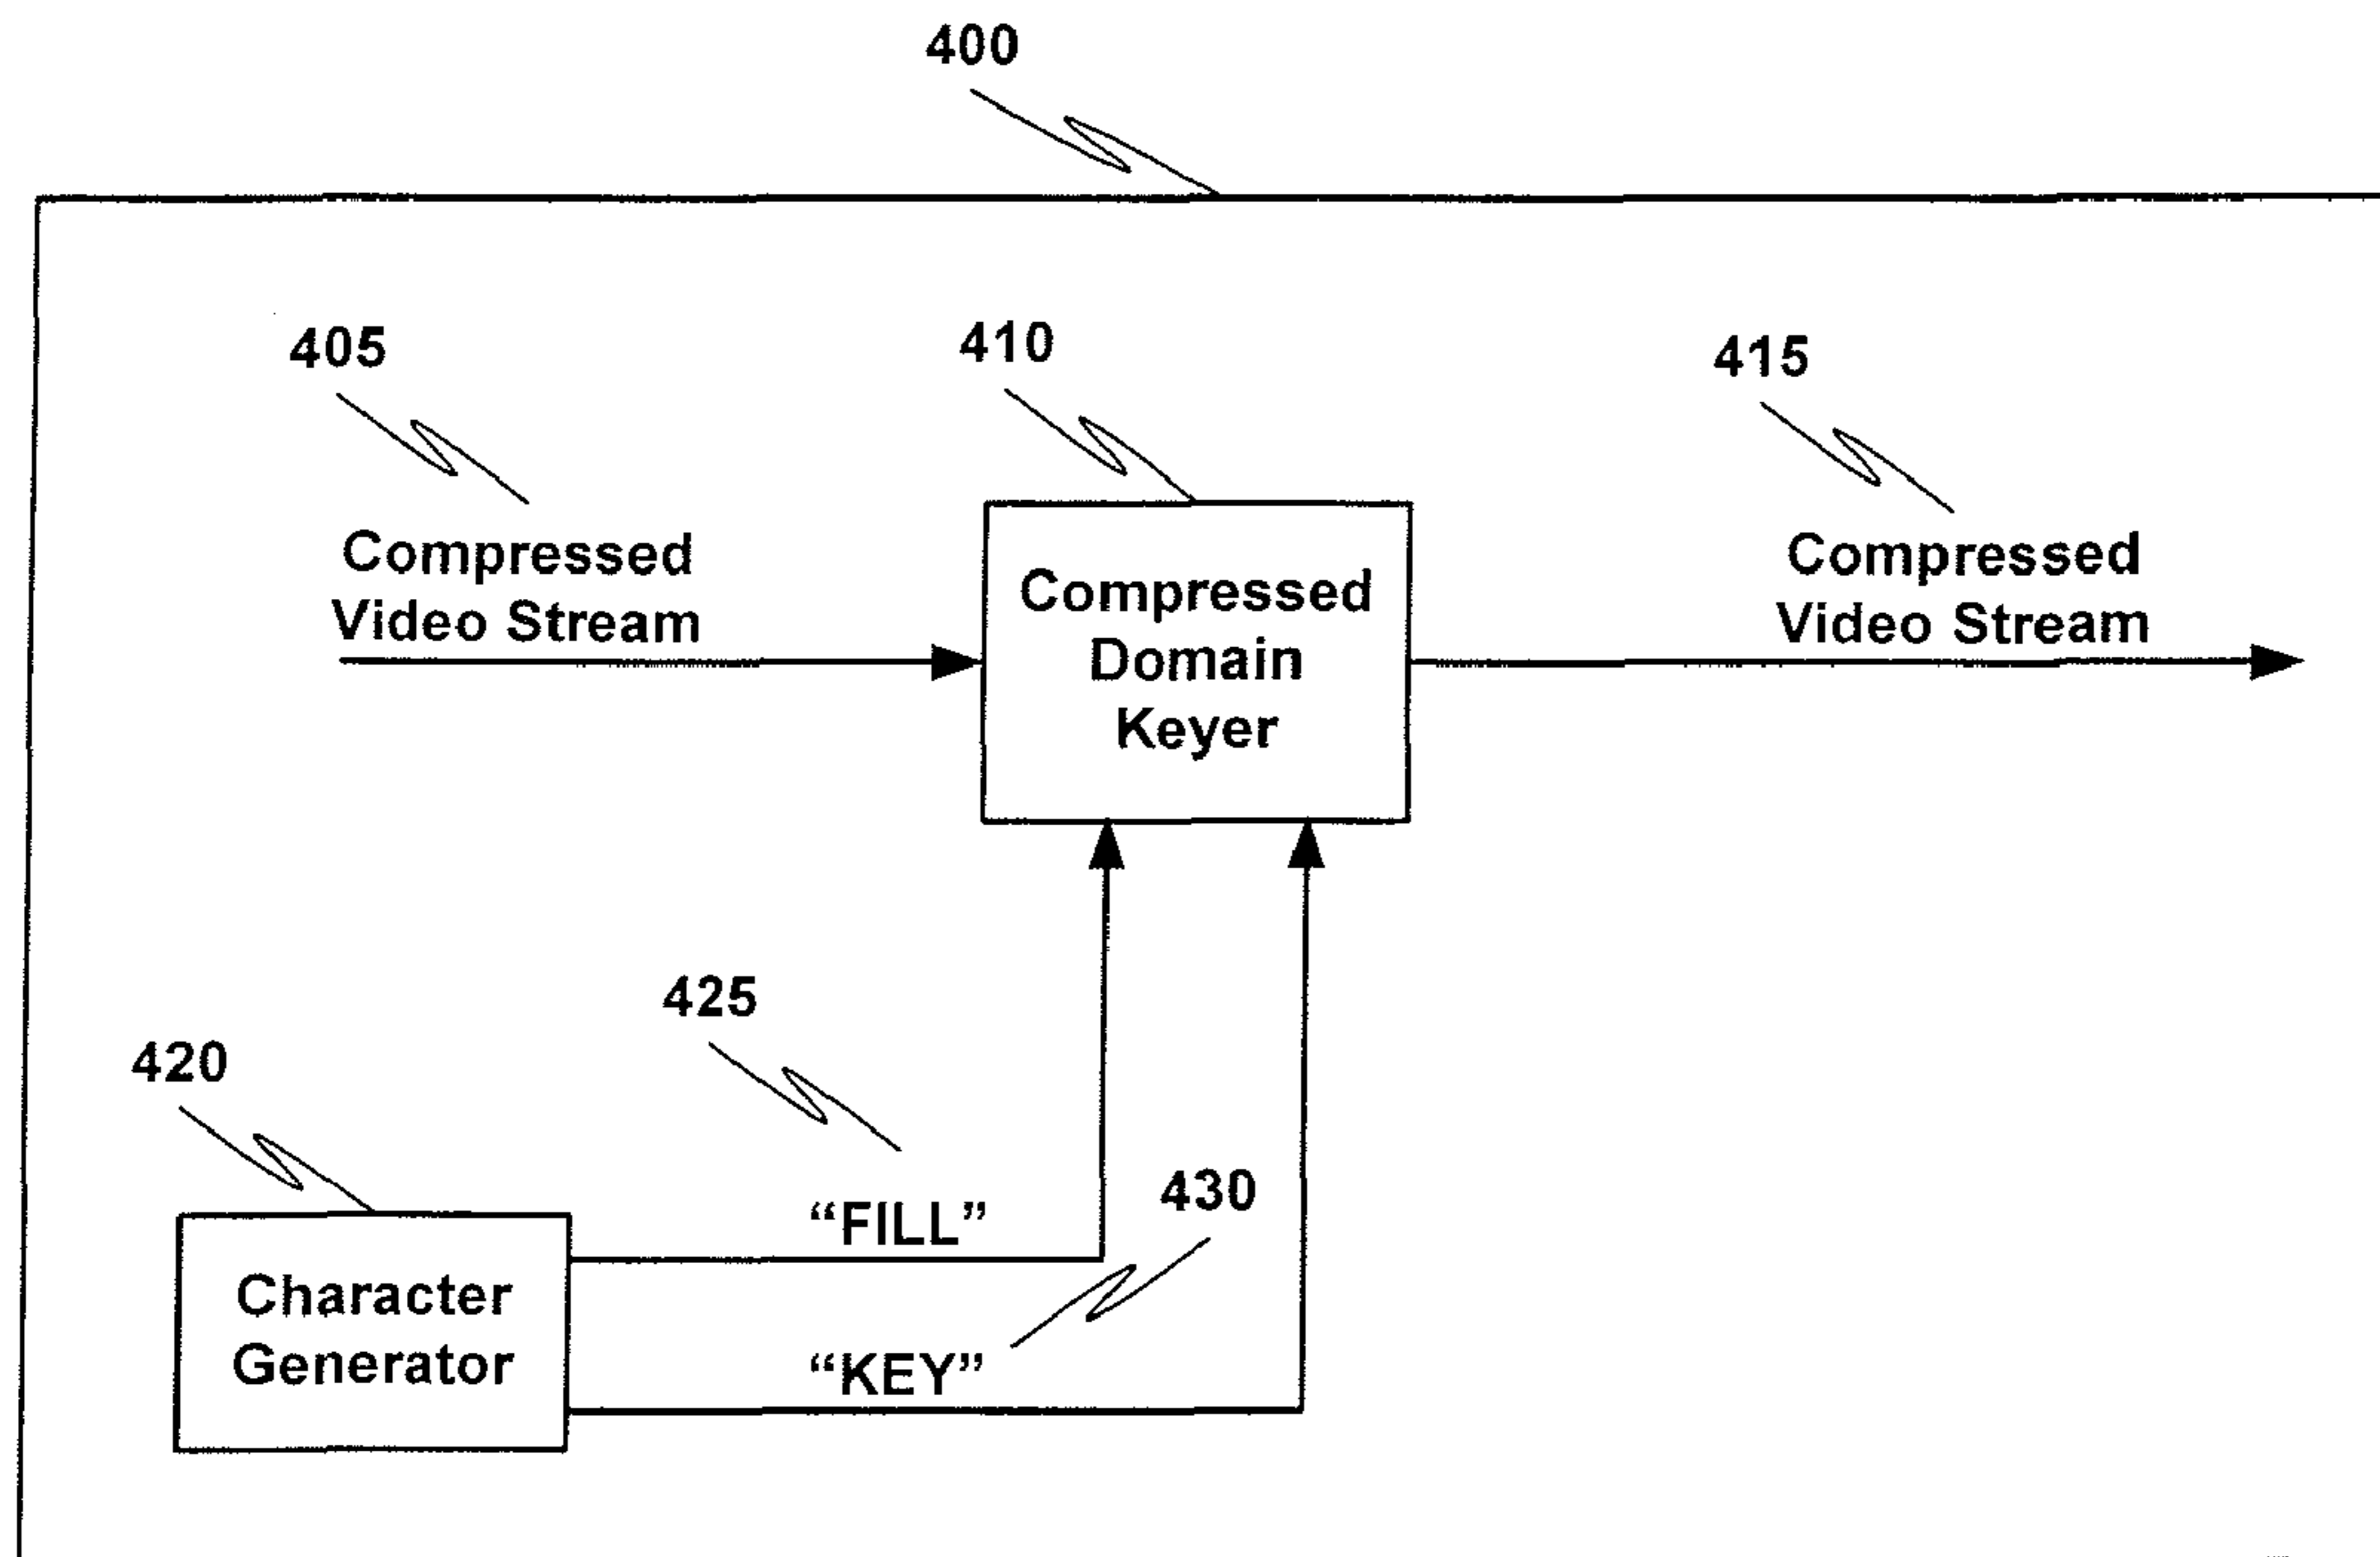 400
405
410
415
Compressed
Video Stream
Compressed
Domain
Keyer
Compressed
Video Stream
425
420
430
“FILL”
Character
Generator
“KEY”